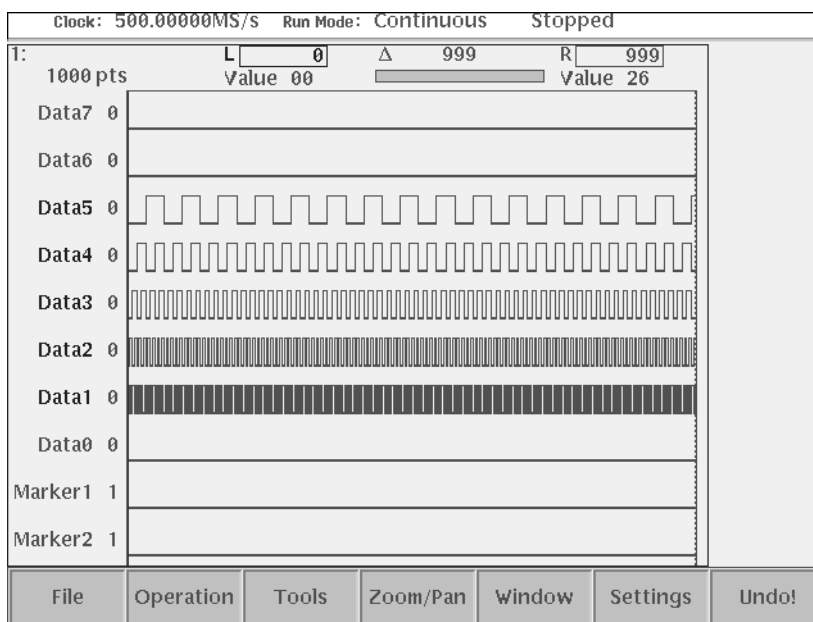 Clock: 500.00000MS/s Run Mode: Continuous Stopped
1: L 0 Δ 999 R 999
1000 pts Value 00 Value 26
Data7 0
Data6 0
Data5 0
Data4 0
Data3 0
Data2 0
Data1 0
Data0 0
Marker1 1
Marker2 1
File Operation Tools Zoom/Pan Window Settings Undo!